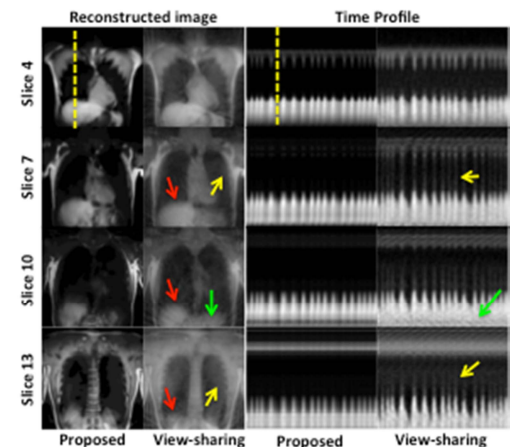 Reconstructed image
Time Profile
Slice 4
Slice 7
Slice 10
Slice 13
Proposed
View-sharing
Proposed
View-sharing